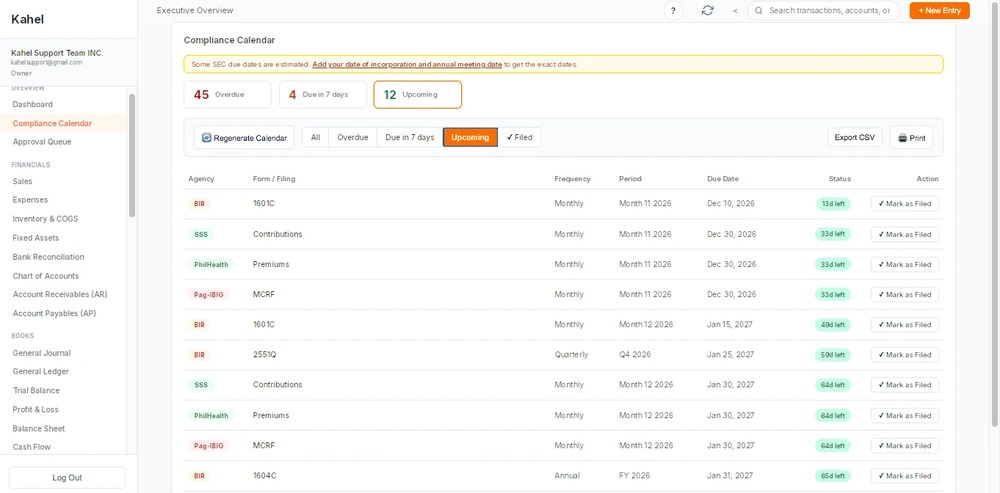 Kahel
Executive Overview
?
<
Search transactions, accounts, or
+ New Entry
Kahel Support Team INC.
kahelsupport@gmail.com
Owner
OVERVIEW
Dashboard
Compliance Calendar
Approval Queue
FINANCIALS
Sales
Expenses
Inventory & COGS
Fixed Assets
Bank Reconciliation
Chart of Accounts
Account Receivables (AR)
Account Payables (AP)
BOOKS
General Journal
General Ledger
Trial Balance
Profit & Loss
Balance Sheet
Cash Flow
Log Out
Compliance Calendar
Some SEC due dates are estimated. Add your date of incorporation and annual meeting date to get the exact dates.
45 Overdue
4 Due in 7 days
12 Upcoming
Regenerate Calendar
All
Overdue
Due in 7 days
Upcoming
✓ Filed
Export CSV
Print
Agency Form / Filing Frequency Period Due Date Status Action
BIR 1601C Monthly Month 11 2026 Dec 10, 2026 13d left ✓ Mark as Filed
SSS Contributions Monthly Month 11 2026 Dec 30, 2026 33d left ✓ Mark as Filed
PhilHealth Premiums Monthly Month 11 2026 Dec 30, 2026 33d left ✓ Mark as Filed
Pag-IBIG MCRF Monthly Month 11 2026 Dec 30, 2026 33d left ✓ Mark as Filed
BIR 1601C Monthly Month 12 2026 Jan 15, 2027 49d left ✓ Mark as Filed
BIR 2551Q Quarterly Q4 2026 Jan 25, 2027 59d left ✓ Mark as Filed
SSS Contributions Monthly Month 12 2026 Jan 30, 2027 64d left ✓ Mark as Filed
PhilHealth Premiums Monthly Month 12 2026 Jan 30, 2027 64d left ✓ Mark as Filed
Pag-IBIG MCRF Monthly Month 12 2026 Jan 30, 2027 64d left ✓ Mark as Filed
BIR 1604C Annual FY 2026 Jan 31, 2027 65d left ✓ Mark as Filed